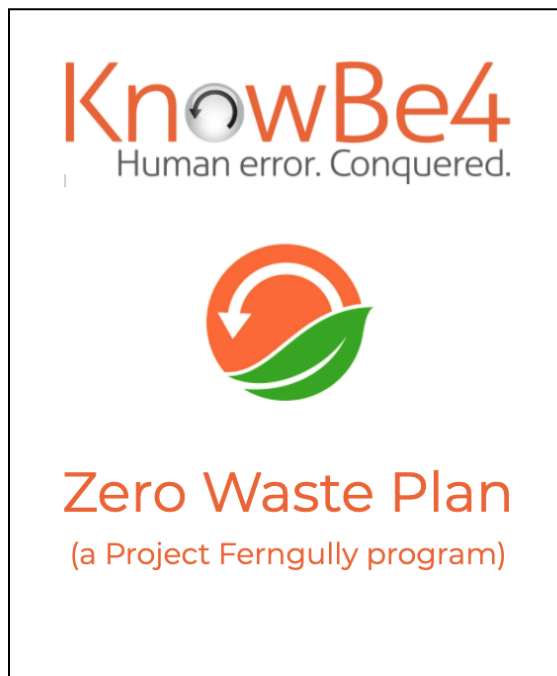 KnowBe4
Human error. Conquered.
Zero Waste Plan
(a Project Ferngully program)